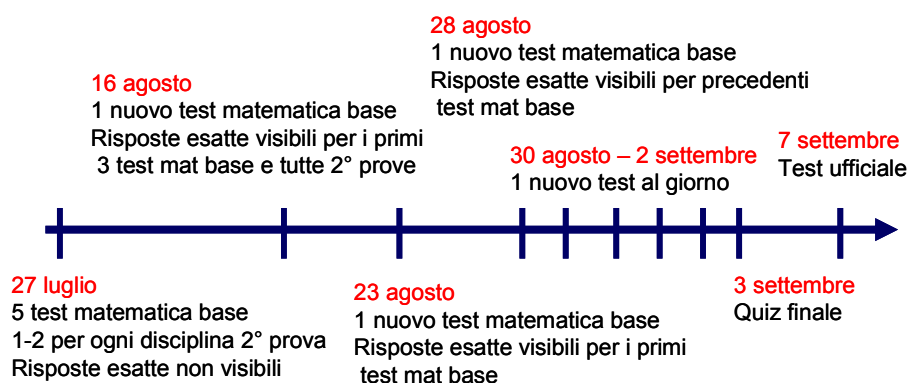 28 agosto
1 nuovo test matematica base
Risposte esatte visibili per precedenti
test mat base
16 agosto
1 nuovo test matematica base
Risposte esatte visibili per i primi
3 test mat base e tutte 2° prove
7 settembre
Test ufficiale
30 agosto – 2 settembre
1 nuovo test al giorno
27 luglio
5 test matematica base
1-2 per ogni disciplina 2° prova
Risposte esatte non visibili
23 agosto
1 nuovo test matematica base
Risposte esatte visibili per i primi
test mat base
3 settembre
Quiz finale